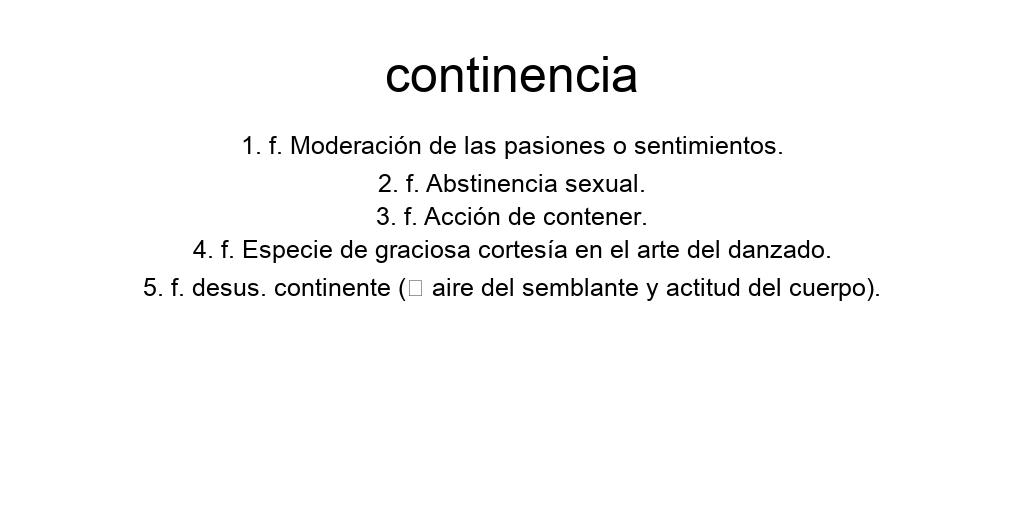 continencia
1. f. Moderación de las pasiones o sentimientos.
2. f. Abstinencia sexual.
3. f. Acción de contener.
4. f. Especie de graciosa cortesía en el arte del danzado.
5. f. desus. continente (□ aire del semblante y actitud del cuerpo).